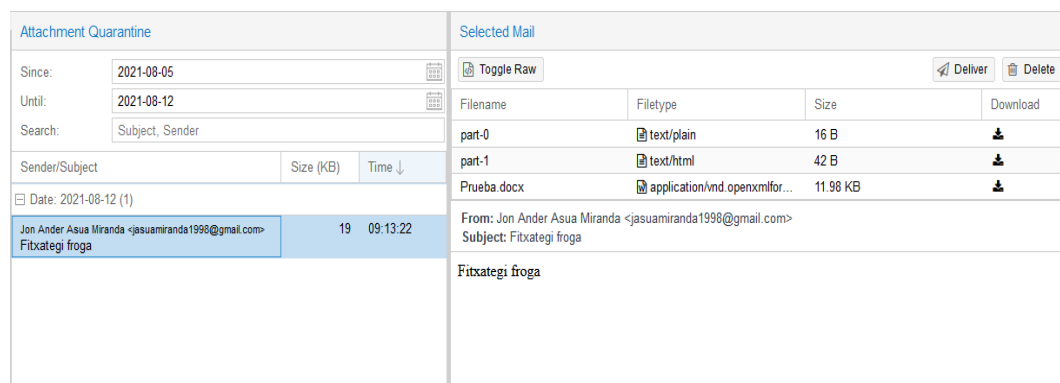 Attachment Quarantine
Since: 2021-08-05
Until: 2021-08-12
Search: Subject, Sender
Sender/Subject Size (KB) Time ↓
Date: 2021-08-12 (1)
Jon Ander Asua Miranda <jasuamiranda1998@gmail.com> 19 09:13:22
Fitxategi froga
Selected Mail
Toggle Raw Deliver Delete
Filename Filetype Size Download
part-0 text/plain 16 B
part-1 text/html 42 B
Prueba.docx application/vnd.openxmlfor... 11.98 KB
From: Jon Ander Asua Miranda <jasuamiranda1998@gmail.com>
Subject: Fitxategi froga
Fitxategi froga